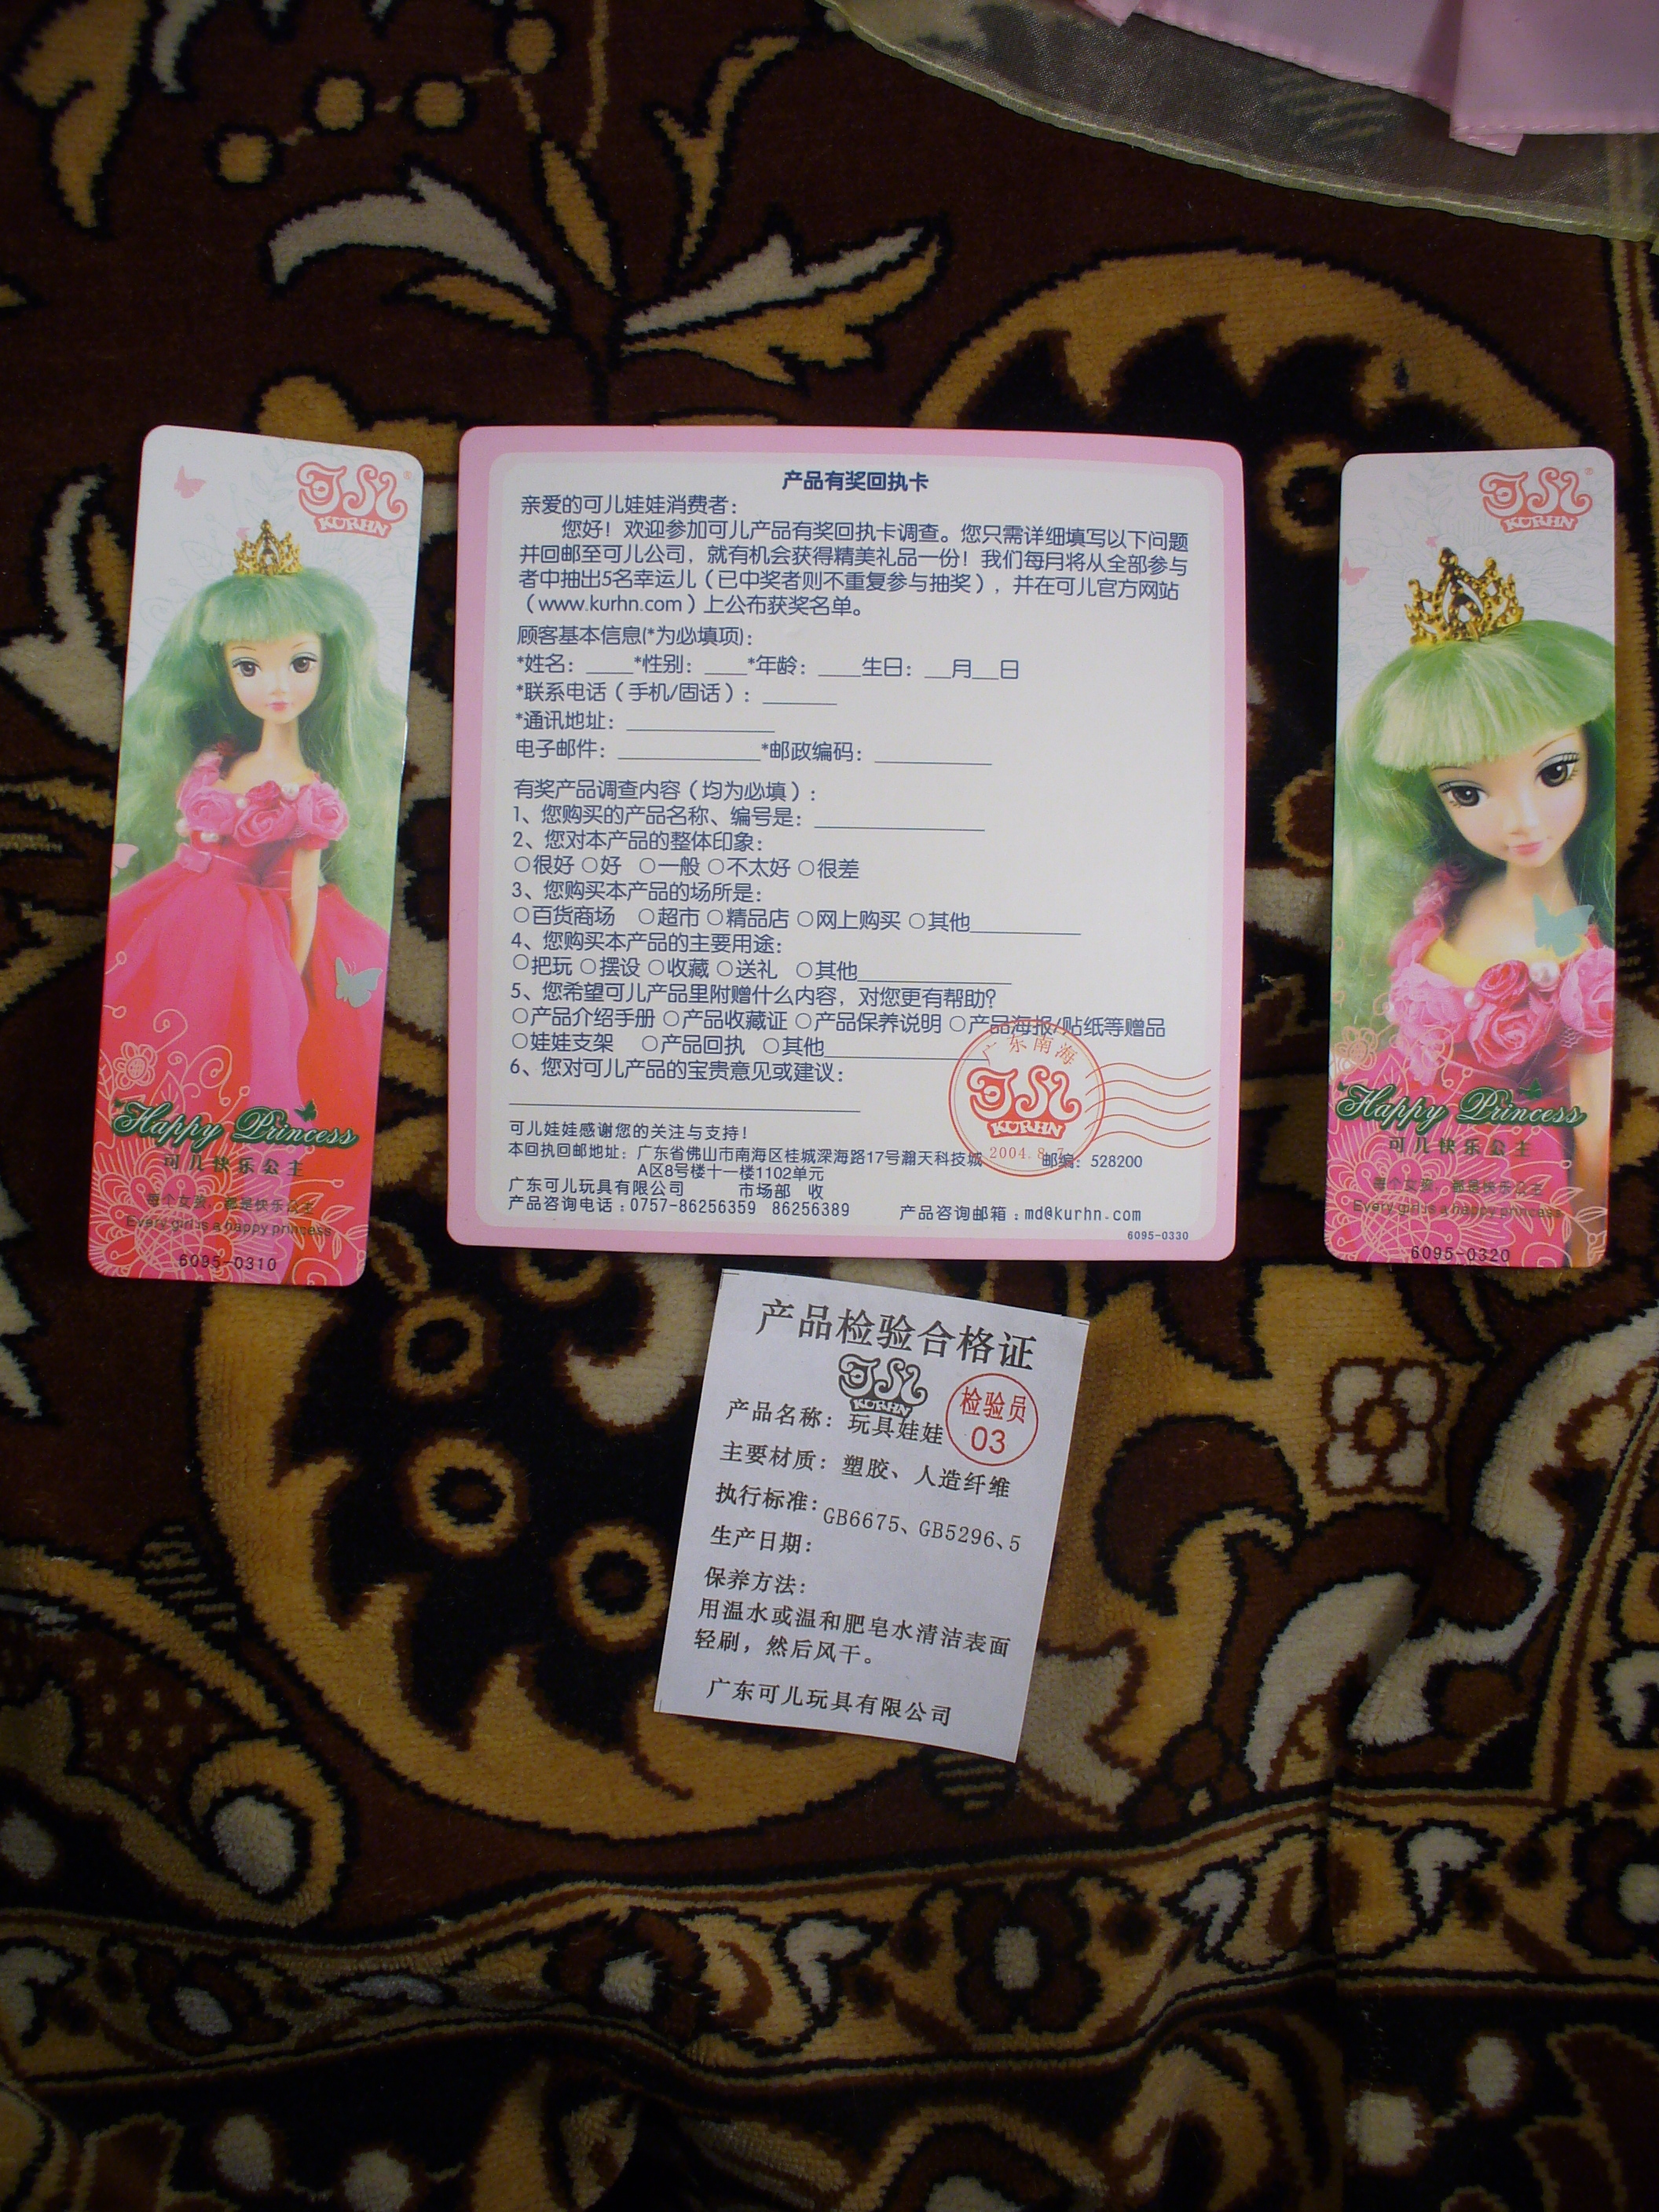 可儿®
KURHN
Happy Princess
可儿快乐公主
每个女孩，都是快乐公主
Every girl is a happy princess
6095-0310
产品有奖回执卡
亲爱的可儿娃娃消费者：
您好！欢迎参加可儿产品有奖回执卡调查。您只需详细填写以下问题
并回邮至可儿公司，就有机会获得精美礼品一份！我们每月将从全部参与
者中抽出5名幸运儿（已中奖者则不重复参与抽奖），并在可儿官方网站
（www.kurhn.com）上公布获奖名单。
顾客基本信息(*为必填项)：
*姓名：____*性别：____*年龄：____生日：__月__日
*联系电话（手机/固话）：______
*通讯地址：____________
电子邮件：____________*邮政编码：__________
有奖产品调查内容（均为必填）：
1、您购买的产品名称、编号是：______________
2、您对本产品的整体印象：
○很好 ○好 ○一般 ○不太好 ○很差
3、您购买本产品的场所是：
○百货商场 ○超市 ○精品店 ○网上购买 ○其他_________
4、您购买本产品的主要用途：
○把玩 ○摆设 ○收藏 ○送礼 ○其他__________
5、您希望可儿产品里附赠什么内容，对您更有帮助？
○产品介绍手册 ○产品收藏证 ○产品保养说明 ○产品海报/贴纸等赠品
○娃娃支架 ○产品回执 ○其他____________
6、您对可儿产品的宝贵意见或建议：
____________________________
广东南海
可儿
KURHN
2004.8.7
可儿娃娃感谢您的关注与支持！
本回执回邮地址：广东省佛山市南海区桂城深海路17号瀚天科技城 邮编：528200
A区8号楼十一楼1102单元
广东可儿玩具有限公司 市场部 收
产品咨询电话：0757-86256359 86256389 产品咨询邮箱：md@kurhn.com
6095-0330
可儿®
KURHN
Happy Princess
可儿快乐公主
每个女孩，都是快乐公主
Every girl is a happy princess
6095-0320
产品检验合格证
可儿
KURHN
检验员
03
产品名称：玩具娃娃
主要材质：塑胶、人造纤维
执行标准：GB6675、GB5296、5
生产日期：
保养方法：
用温水或温和肥皂水清洁表面
轻刷，然后风干。
广东可儿玩具有限公司